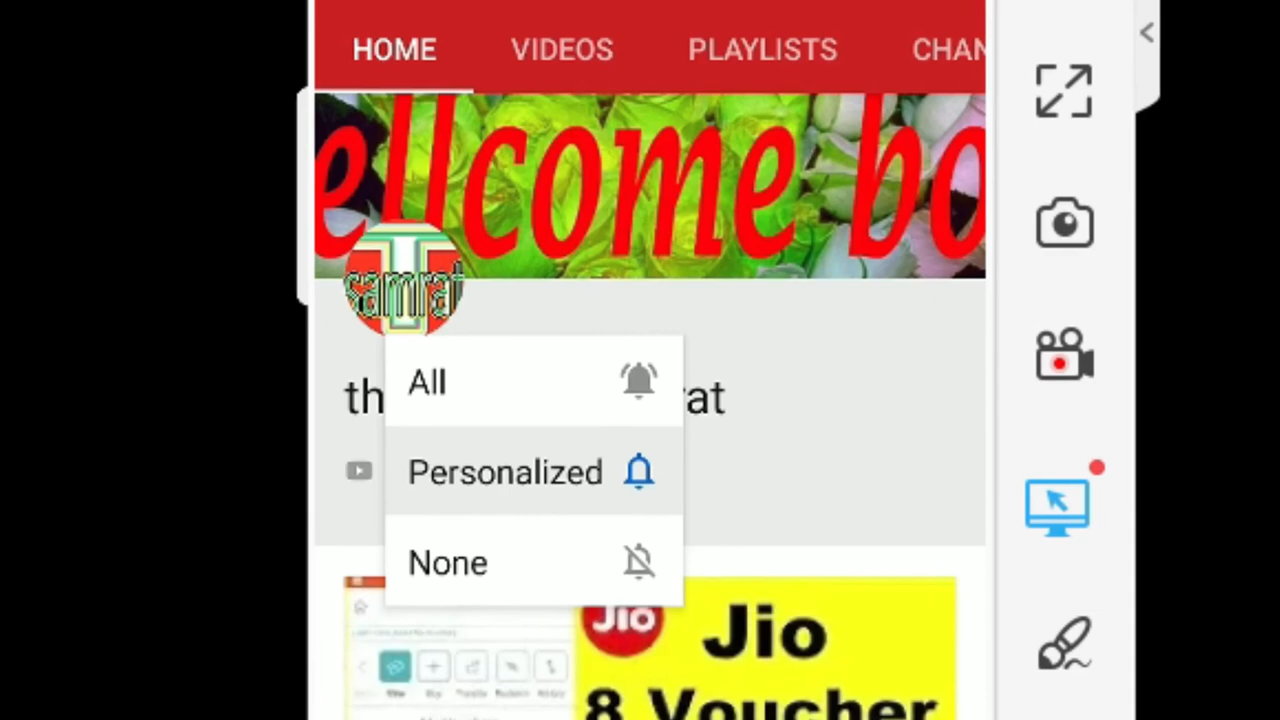 HOME VIDEOS PLAYLISTS CHAN
ellcome bo
samrat
All
th rat
Personalized
None
Jio Jio
8 Voucher